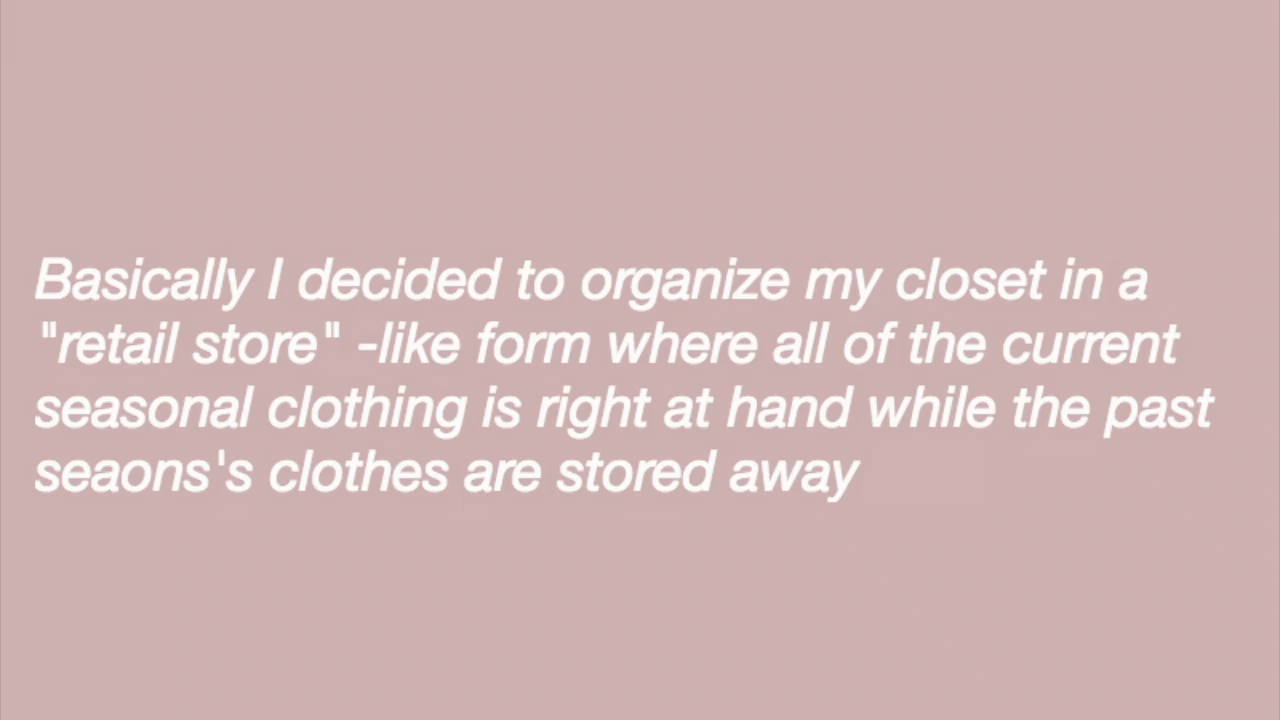 Basically I decided to organize my closet in a
"retail store" -like form where all of the current
seasonal clothing is right at hand while the past
seaons's clothes are stored away